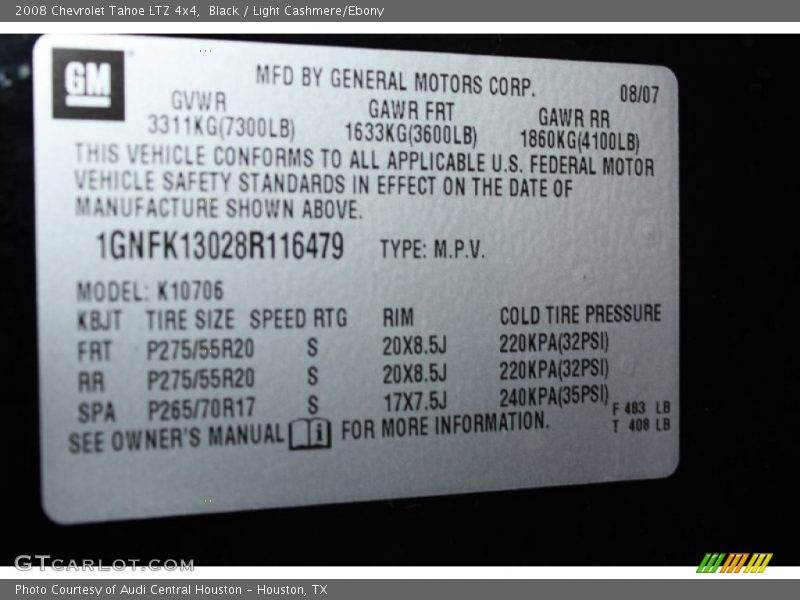 2008 Chevrolet Tahoe LTZ 4x4, Black / Light Cashmere/Ebony
GM
MFD BY GENERAL MOTORS CORP. 08/07
GVWR GAWR FRT GAWR RR
3311KG(7300LB) 1633KG(3600LB) 1860KG(4100LB)
THIS VEHICLE CONFORMS TO ALL APPLICABLE U.S. FEDERAL MOTOR
VEHICLE SAFETY STANDARDS IN EFFECT ON THE DATE OF
MANUFACTURE SHOWN ABOVE.
1GNFK13028R116479 TYPE: M.P.V.
MODEL: K10706
KBJT TIRE SIZE SPEED RTG RIM COLD TIRE PRESSURE
FRT P275/55R20 S 20X8.5J 220KPA(32PSI)
RR P275/55R20 S 20X8.5J 220KPA(32PSI)
SPA P265/70R17 S 17X7.5J 240KPA(35PSI)
F 483 LB
T 408 LB
SEE OWNER'S MANUAL i FOR MORE INFORMATION.
GTcarlot.com
Photo Courtesy of Audi Central Houston - Houston, TX